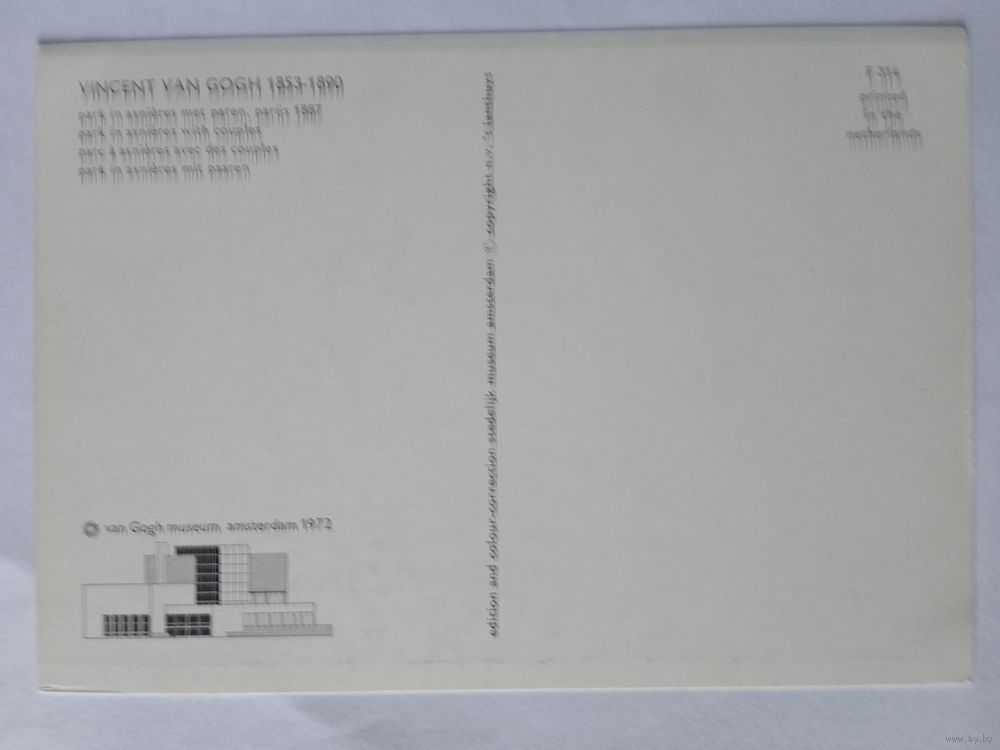 VINCENT VAN GOGH 1853-1890
park in asnières met paren, parijs 1887
park in asnières with couples
parc à asnières avec des couples
park in asnières mit paaren
F 314
printed
in the
netherlands
edition and colour-correction stedelijk museum amsterdam © copyright n.v. 't lanthuys
van Gogh museum amsterdam 1972
www.ay.by